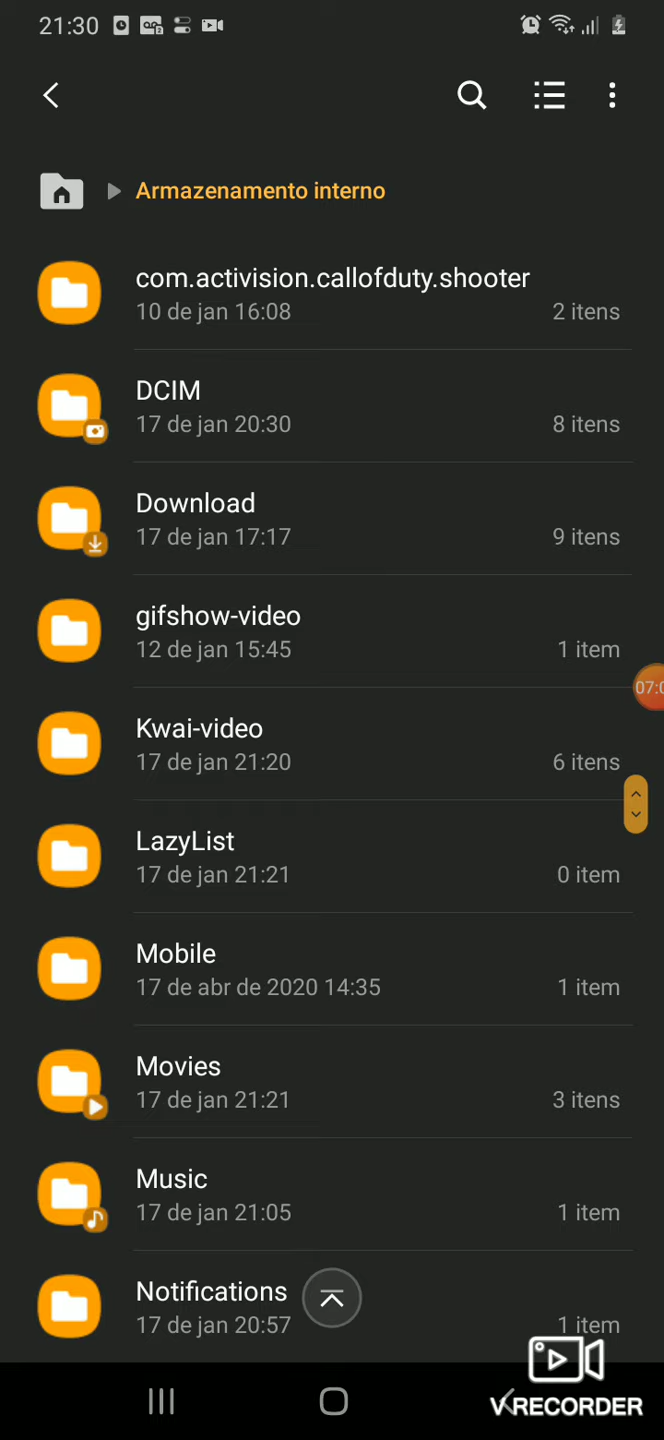 21:30
Armazenamento interno
com.activision.callofduty.shooter
10 de jan 16:08 2 itens
DCIM
17 de jan 20:30 8 itens
Download
17 de jan 17:17 9 itens
gifshow-video
12 de jan 15:45 1 item
07:0
Kwai-video
17 de jan 21:20 6 itens
LazyList
17 de jan 21:21 0 item
Mobile
17 de abr de 2020 14:35 1 item
Movies
17 de jan 21:21 3 itens
Music
17 de jan 21:05 1 item
Notifications
17 de jan 20:57 1 item
VRECORDER